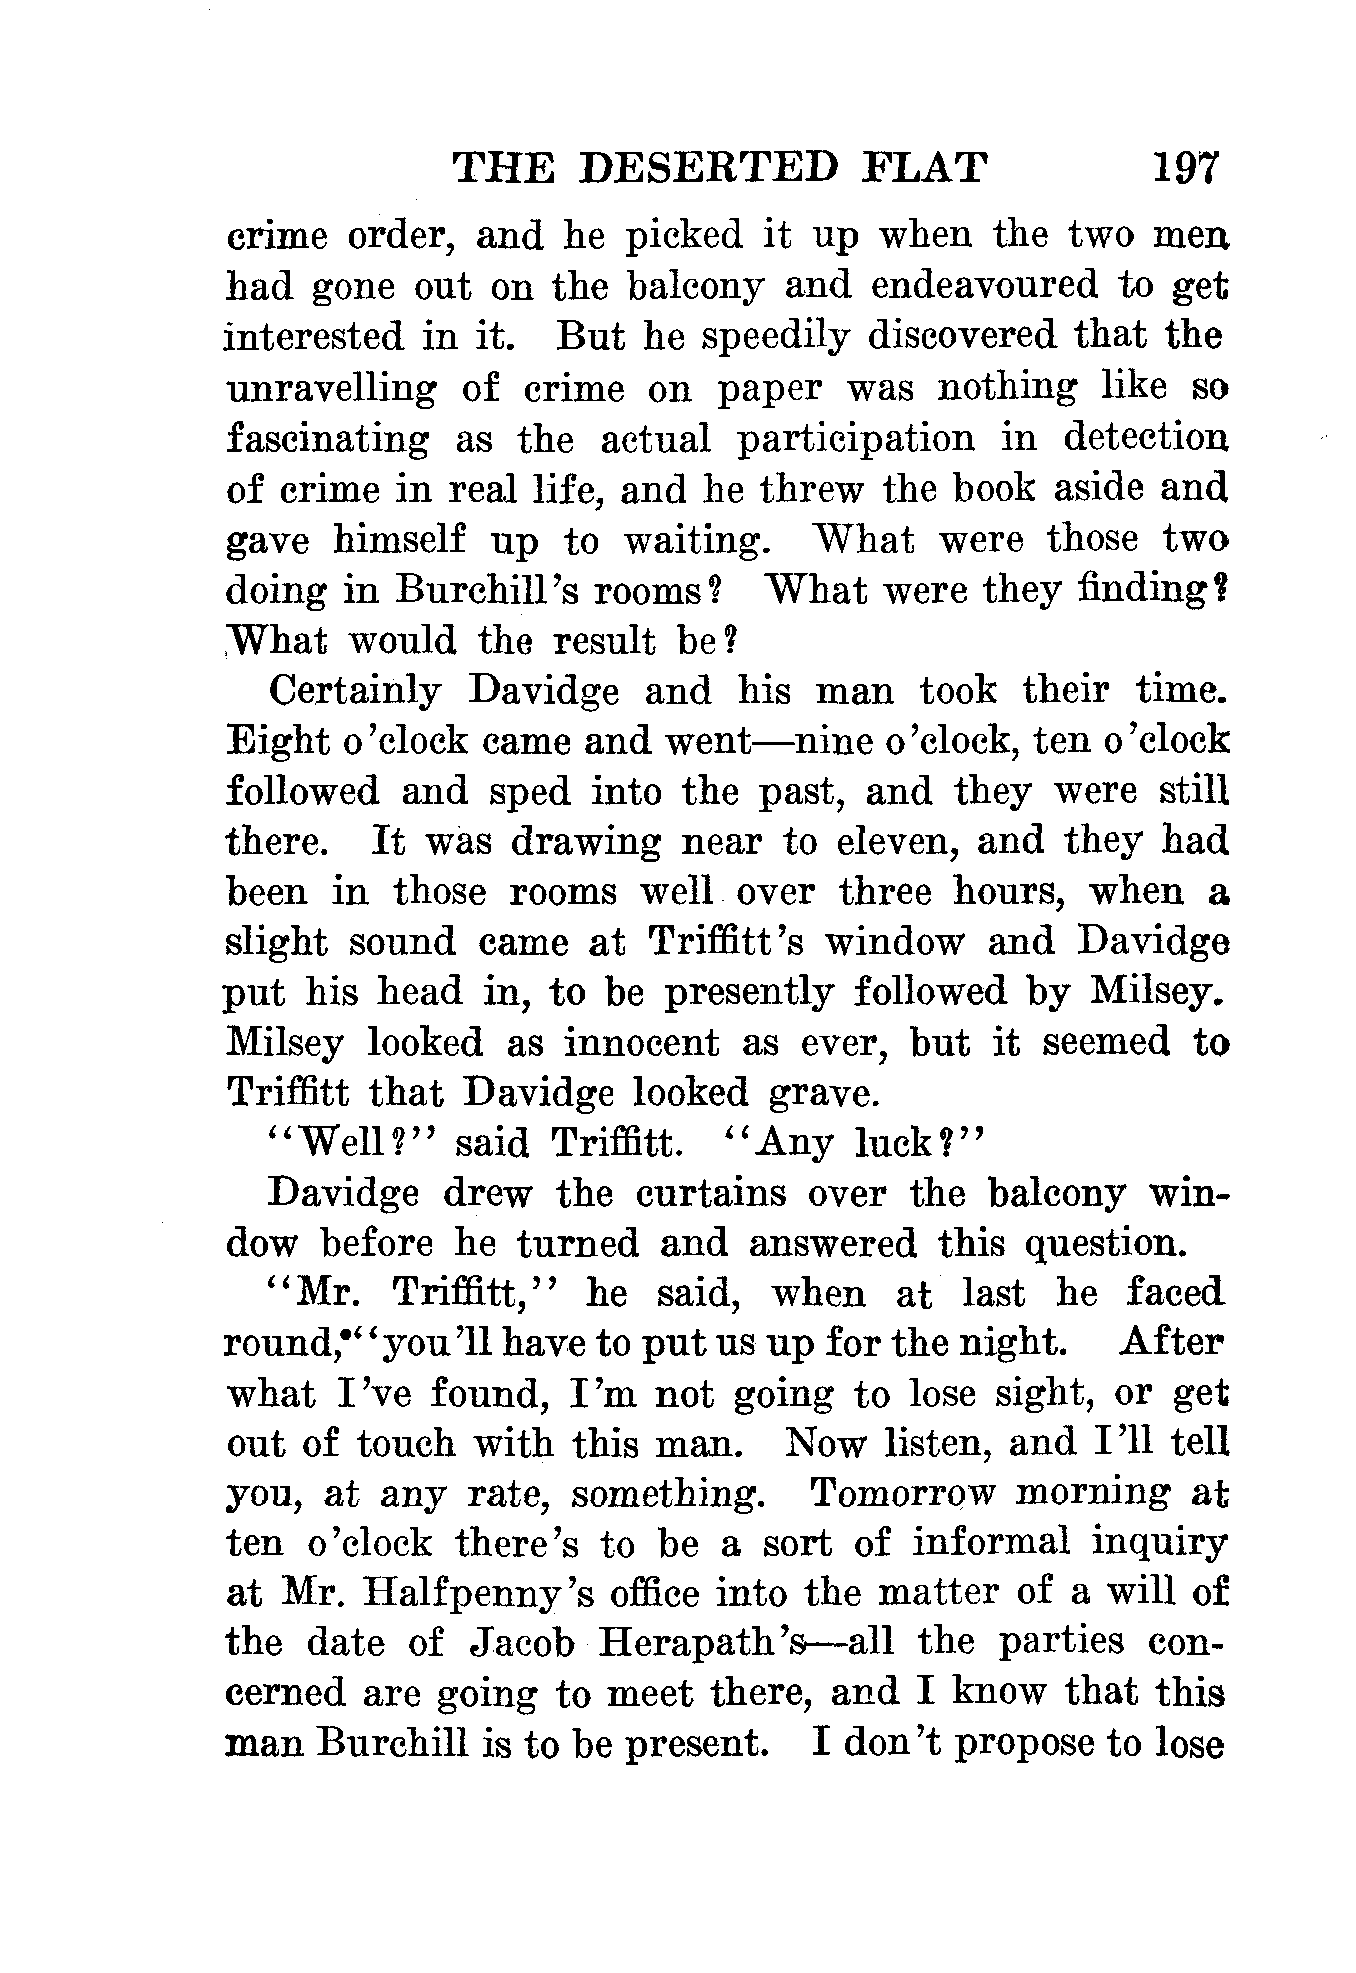 THE DESERTED FLAT 197
crime order, and he picked it up when the two men
had gone out on the balcony and endeavoured to get
interested in it. But he speedily discovered that the
unravelling of crime on paper was nothing like so
fascinating as the actual participation in detection
of crime in real life, and he threw the book aside and
gave himself up to waiting. What were those two
doing in Burchill's rooms? What were they finding?
What would the result be?
Certainly Davidge and his man took their time.
Eight o'clock came and went—nine o'clock, ten o'clock
followed and sped into the past, and they were still
there. It was drawing near to eleven, and they had
been in those rooms well over three hours, when a
slight sound came at Triffitt's window and Davidge
put his head in, to be presently followed by Milsey.
Milsey looked as innocent as ever, but it seemed to
Triffitt that Davidge looked grave.
"Well?" said Triffitt. "Any luck?"
Davidge drew the curtains over the balcony win-
dow before he turned and answered this question.
"Mr. Triffitt," he said, when at last he faced
round, "you'll have to put us up for the night. After
what I've found, I'm not going to lose sight, or get
out of touch with this man. Now listen, and I'll tell
you, at any rate, something. Tomorrow morning at
ten o'clock there's to be a sort of informal inquiry
at Mr. Halfpenny's office into the matter of a will of
the date of Jacob Herapath's—all the parties con-
cerned are going to meet there, and I know that this
man Burchill is to be present. I don't propose to lose